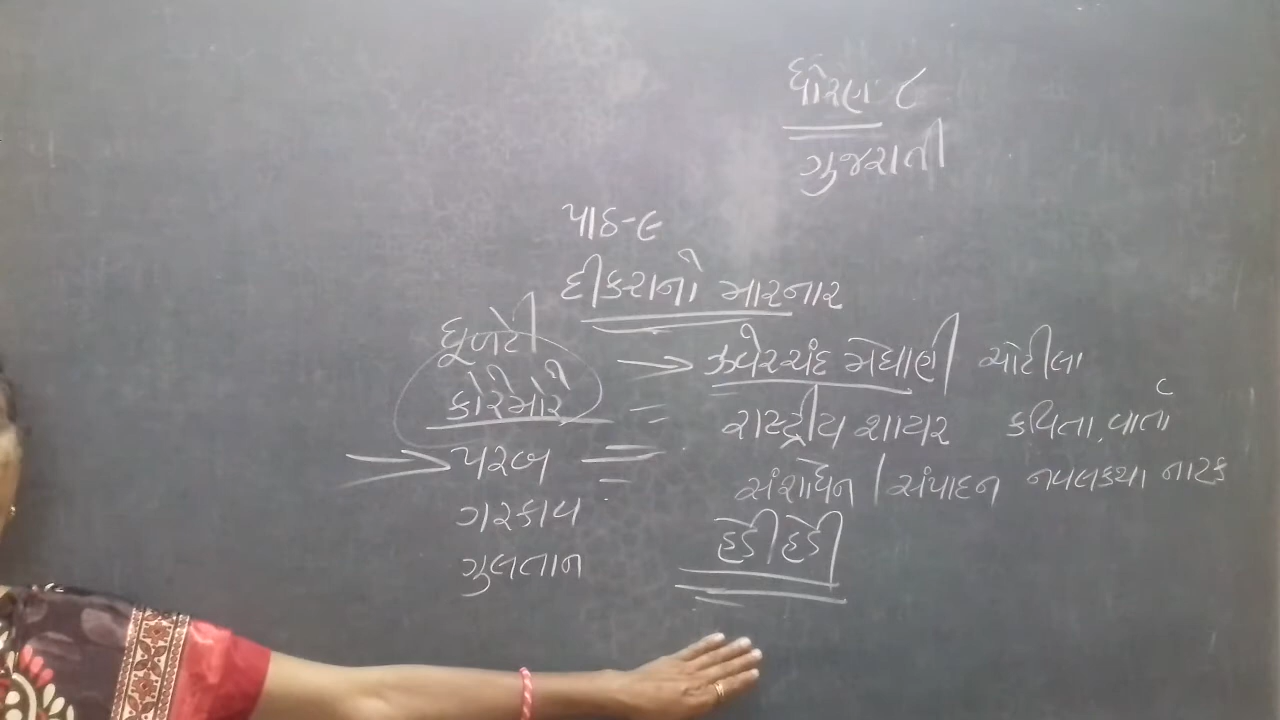 ધોરણ ૮
ગુજરાતી
પાઠ-૯
દીકરાનો મારનાર
ધૂળેટી
ઝવેરચંદ મેઘાણી ચોટીલા
કોરેમોરે
રાષ્ટ્રીય શાયર કવિતા, વાર્તા
પરબ
સંશોધન / સંપાદન નવલકથા નાટક
ગરકાવ
હડી હડી
ગુલતાન